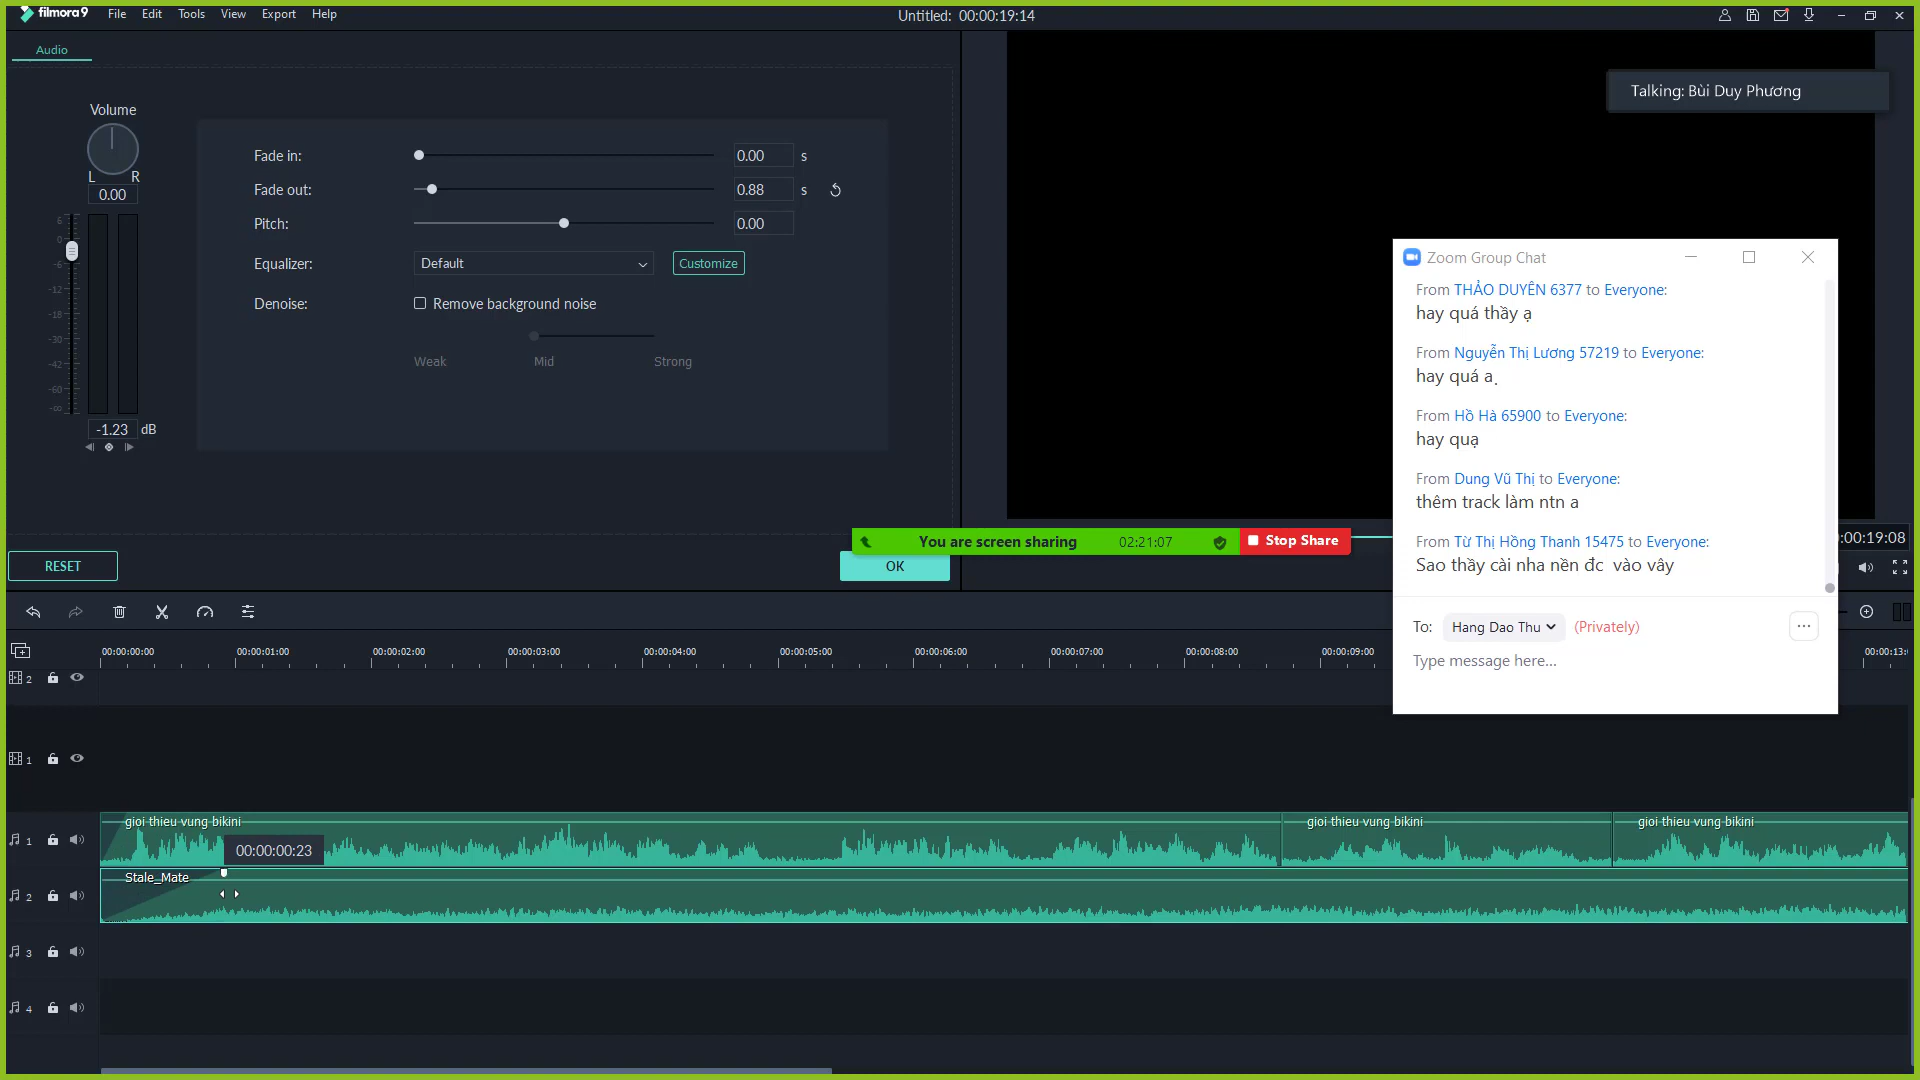 filmora9
File Edit Tools View Export Help
Untitled: 00:00:19:14
Audio
Talking: Bùi Duy Phương
Volume
L R
0.00
6
0
-6
-12
-18
-30
-42
-60
-∞
-1.23 dB
Fade in: 0.00 s
Fade out: 0.88 s
Pitch: 0.00
Equalizer: Default Customize
Denoise: Remove background noise
Weak Mid Strong
RESET
OK
You are screen sharing 02:21:07 Stop Share
Zoom Group Chat
From THẢO DUYÊN 6377 to Everyone:
hay quá thầy ạ
From Nguyễn Thị Lương 57219 to Everyone:
hay quá a.
From Hồ Hà 65900 to Everyone:
hay quạ
From Dung Vũ Thị to Everyone:
thêm track làm ntn a
From Từ Thị Hồng Thanh 15475 to Everyone:
Sao thầy cài nha nền đc vào vây
To: Hang Dao Thu (Privately)
Type message here...
:00:19:08
00:00:00:00 00:00:01:00 00:00:02:00 00:00:03:00 00:00:04:00 00:00:05:00 00:00:06:00 00:00:07:00 00:00:08:00 00:00:09:00 00:00:13:
2
1
1 gioi thieu vung bikini gioi thieu vung bikini gioi thieu vung bikini
00:00:00:23
Stale_Mate
2
3
4